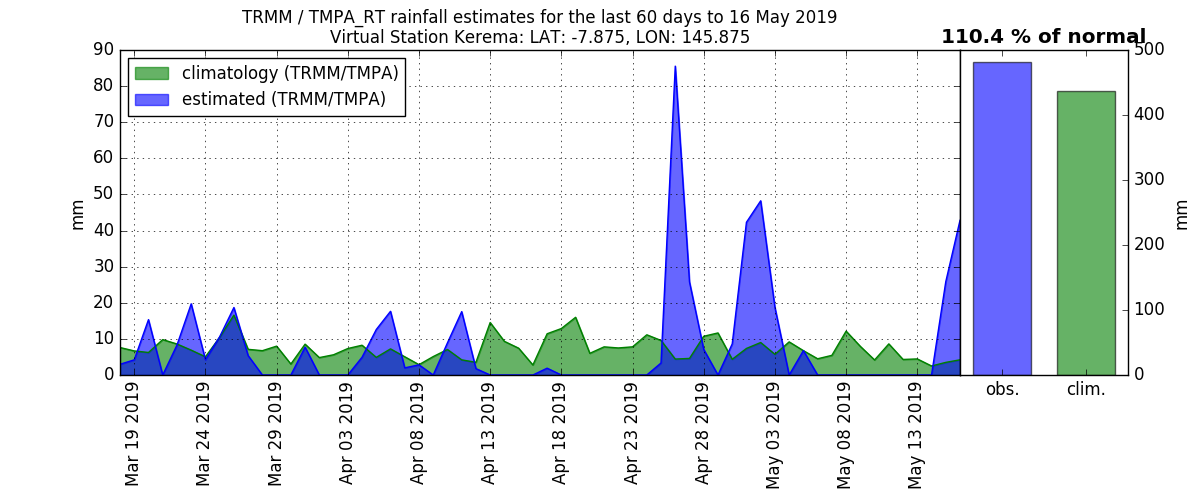 TRMM / TMPA_RT rainfall estimates for the last 60 days to 16 May 2019
Virtual Station Kerema: LAT: -7.875, LON: 145.875
110.4 % of normal
climatology (TRMM/TMPA)
estimated (TRMM/TMPA)
mm
90
80
70
60
50
40
30
20
10
0
Mar 19 2019
Mar 24 2019
Mar 29 2019
Apr 03 2019
Apr 08 2019
Apr 13 2019
Apr 18 2019
Apr 23 2019
Apr 28 2019
May 03 2019
May 08 2019
May 13 2019
obs.
clim.
500
400
300
200
100
0
mm